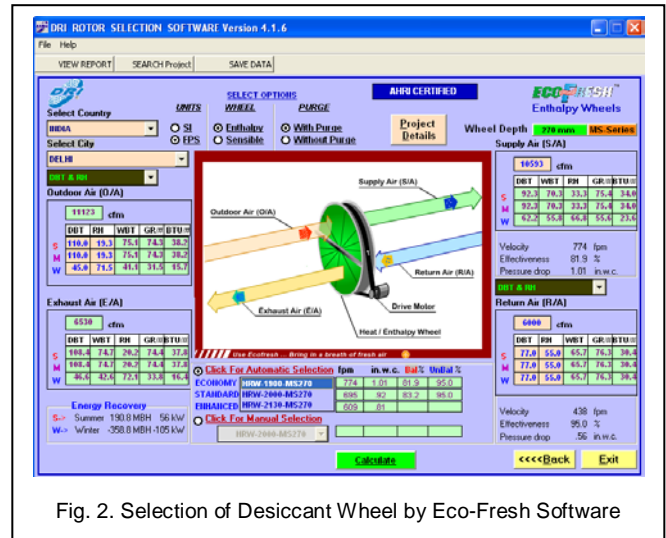 DRI ROTOR SELECTION SOFTWARE Version 4.1.6
File Help
VIEW REPORT SEARCH Project SAVE DATA
DRI
SELECT OPTIONS
AHRI CERTIFIED
ECO-FRESH
Enthalpy Wheels
Select Country
UNITS WHEEL PURGE
INDIA
SI Enthalpy With Purge
FPS Sensible Without Purge
Project Details
Wheel Depth 270 mm MS-Series
Select City
DELHI
DBT & RH
Supply Air (S/A)
10593 cfm
DBT WBT RH GR/# BTU/#
S 92.3 70.3 33.3 75.4 34.0
M 92.3 70.3 33.3 75.4 34.0
W 62.2 55.8 66.8 55.6 23.6
Velocity 774 fpm
Effectiveness 81.9 %
Pressure drop 1.01 in.w.c.
Outdoor Air (O/A)
11123 cfm
DBT RH WBT GR/# BTU/#
S 110.0 19.3 75.1 74.3 38.2
M 110.0 19.3 75.1 74.3 38.2
W 45.0 71.5 41.1 31.5 15.7
Supply Air (S/A)
Outdoor Air (O/A)
Return Air (R/A)
Exhaust Air (E/A)
Drive Motor
Heat / Enthalpy Wheel
Use Ecofresh ... Bring in a breath of fresh air
DBT & RH
Return Air (R/A)
6000 cfm
DBT RH WBT GR/# BTU/#
S 77.0 55.0 65.7 76.3 30.4
M 77.0 55.0 65.7 76.3 30.4
W 77.0 55.0 65.7 76.3 30.4
Velocity 438 fpm
Effectiveness 95.0 %
Pressure drop .56 in.w.c.
Exhaust Air (E/A)
6530 cfm
DBT WBT RH GR/# BTU/#
S 108.4 74.7 20.2 74.4 37.8
M 108.4 74.7 20.2 74.4 37.8
W 46.6 42.6 72.1 33.8 16.4
Energy Recovery
S-> Summer 190.8 MBH 56 kW
W-> Winter -358.8 MBH -105 kW
Click For Automatic Selection fpm in.w.c. Bal% UnBal %
ECONOMY HRW-1900-MS270 774 1.01 81.9 95.0
STANDARD HRW-2000-MS270 695 92 83.2 95.0
ENHANCED HRW-2130-MS270 609 81
Click For Manual Selection
HRW-2000-MS270
Calculate
<<<<Back Exit
Fig. 2. Selection of Desiccant Wheel by Eco-Fresh Software